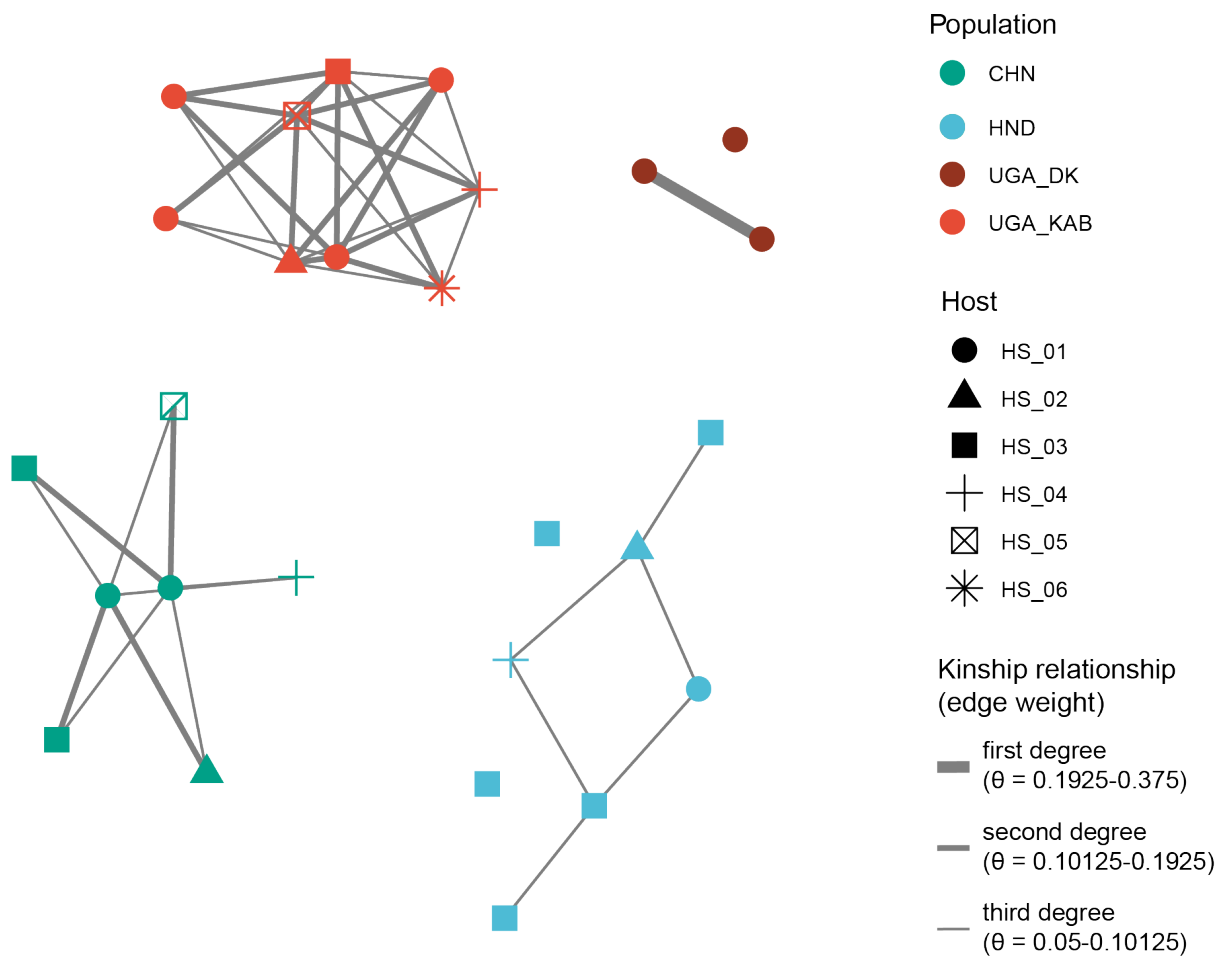 Population
CHN
HND
UGA_DK
UGA_KAB
Host
HS_01
HS_02
HS_03
HS_04
HS_05
HS_06
Kinship relationship
(edge weight)
first degree
(θ = 0.1925-0.375)
second degree
(θ = 0.10125-0.1925)
third degree
(θ = 0.05-0.10125)